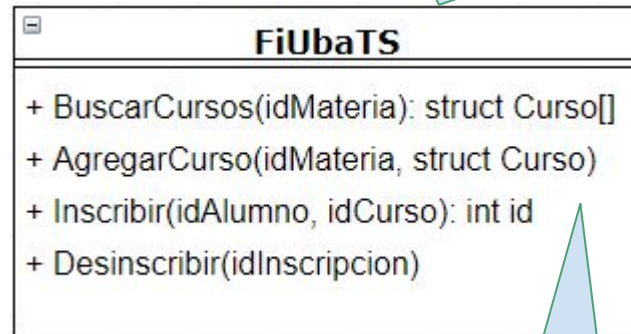 FiUbaTS
+ BuscarCursos(idMateria): struct Curso[]
+ AgregarCurso(idMateria, struct Curso)
+ Inscribir(idAlumno, idCurso): int id
+ Desinscribir(idInscripcion)